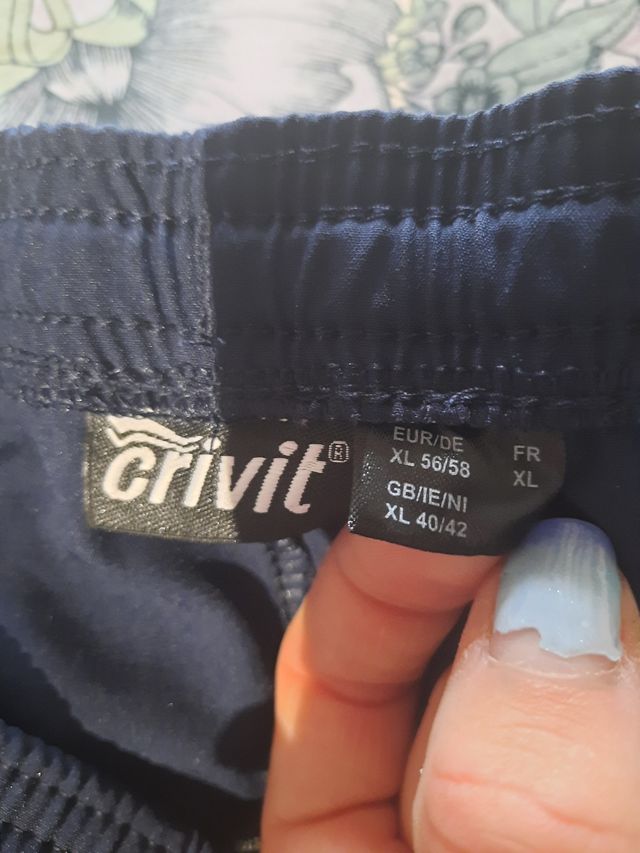 crivit®
EUR/DE
XL 56/58
GB/IE/NI
XL 40/42
FR
XL